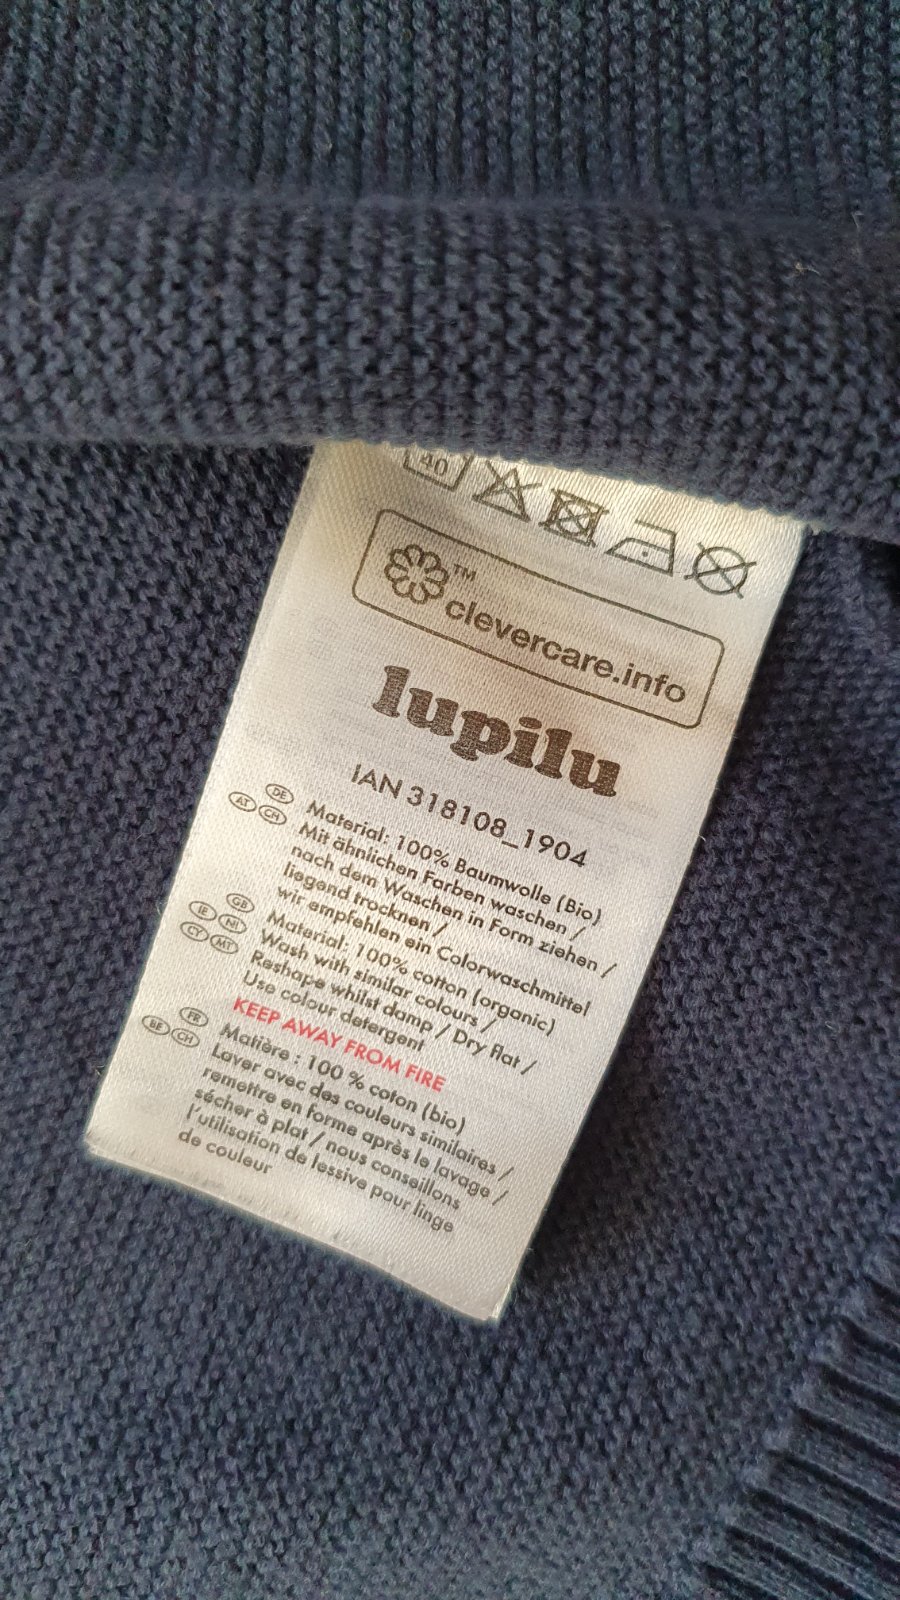 40
™
clevercare.info
lupilu
IAN 318108_1904
DE
AT CH
Material: 100% Baumwolle (Bio)
Mit ähnlichen Farben waschen /
nach dem Waschen in Form ziehen /
liegend trocknen /
wir empfehlen ein Colorwaschmittel
GB
IE NI
CY MT
Material: 100% cotton (organic)
Wash with similar colours /
Reshape whilst damp / Dry flat /
Use colour detergent
KEEP AWAY FROM FIRE
FR
BE CH
Matière : 100 % coton (bio)
Laver avec des couleurs similaires /
remettre en forme après le lavage /
sécher à plat / nous conseillons
l'utilisation de lessive pour linge
de couleur